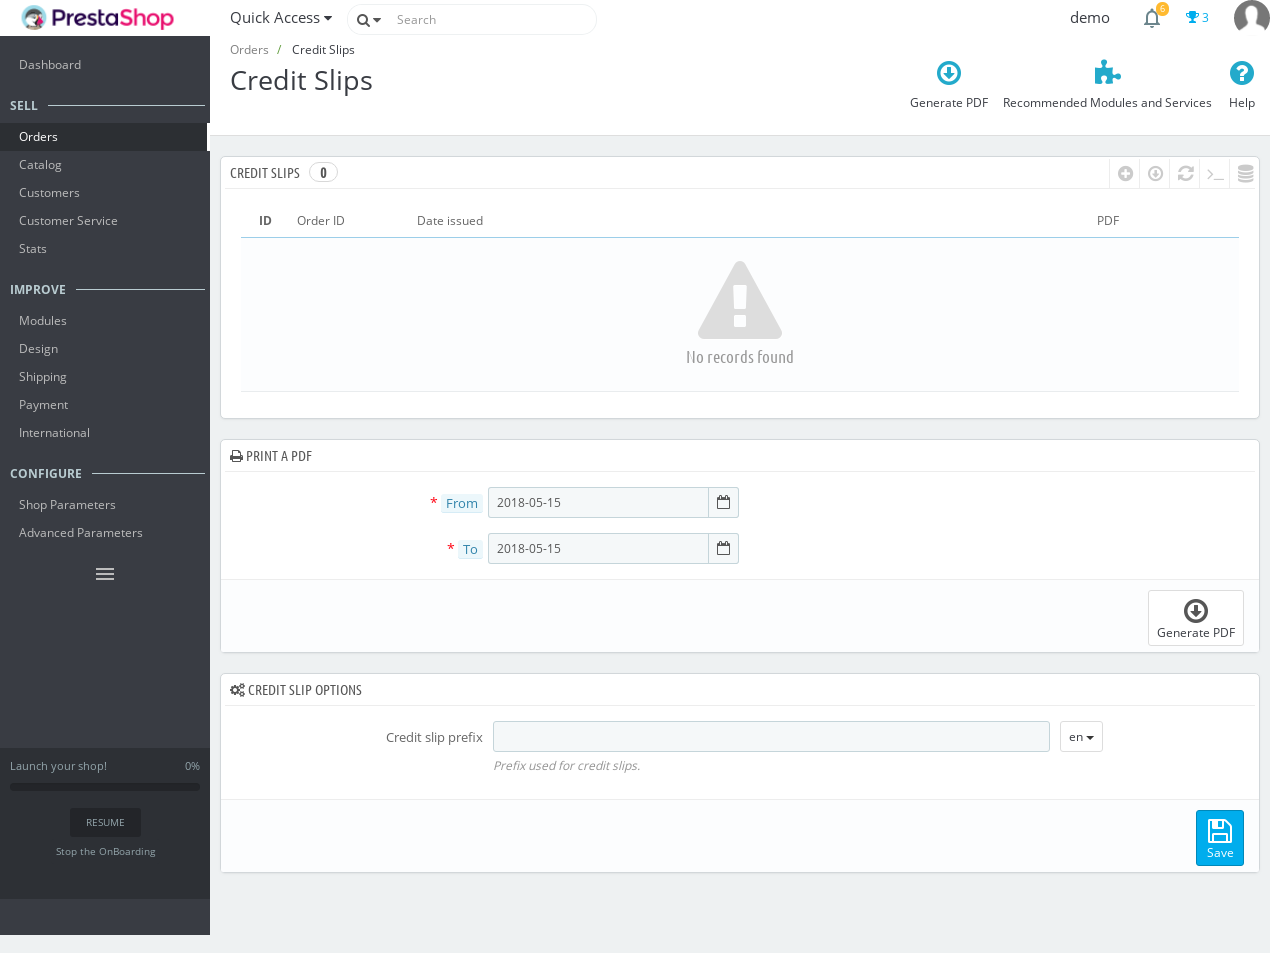 PrestaShop
Quick Access
Search
demo
6
3
Dashboard
SELL
Orders
Catalog
Customers
Customer Service
Stats
IMPROVE
Modules
Design
Shipping
Payment
International
CONFIGURE
Shop Parameters
Advanced Parameters
Launch your shop! 0%
RESUME
Stop the OnBoarding
Orders / Credit Slips
Credit Slips
Generate PDF
Recommended Modules and Services
Help
CREDIT SLIPS 0
ID Order ID Date issued PDF
No records found
PRINT A PDF
* From 2018-05-15
* To 2018-05-15
Generate PDF
CREDIT SLIP OPTIONS
Credit slip prefix en
Prefix used for credit slips.
Save